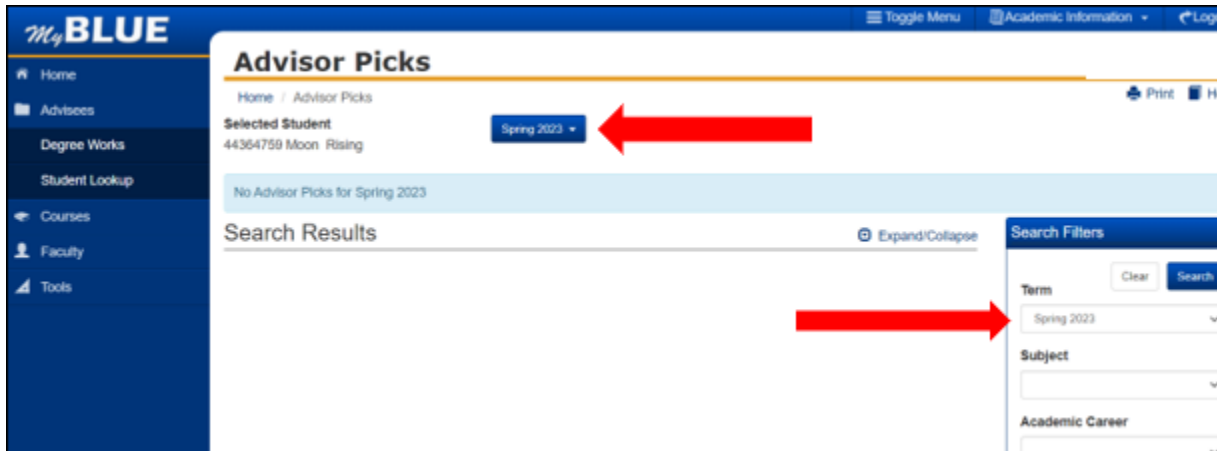 MyBLUE
Toggle Menu Academic Information
Home
Advisees
Degree Works
Student Lookup
Courses
Faculty
Tools
Advisor Picks
Home / Advisor Picks
Print
Selected Student
44364759 Moon Rising
Spring 2023
No Advisor Picks for Spring 2023
Search Results
Expand/Collapse
Search Filters
Clear
Search
Term
Spring 2023
Subject
Academic Career